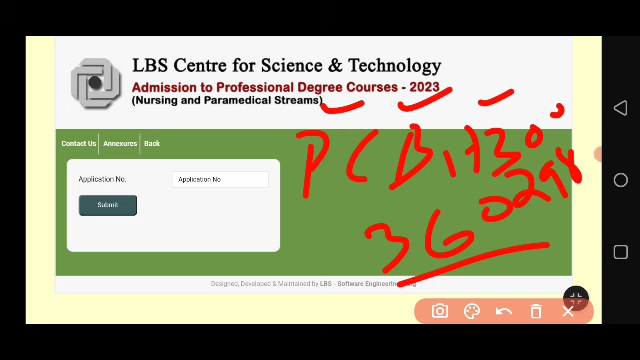 LBS Centre for Science & Technology
Admission to Professional Degree Courses - 2023
(Nursing and Paramedical Streams)
Contact Us Annexures Back
PCB
Application No. Application No
Submit
360
Designed, Developed & Maintained by LBS - Software Engineering